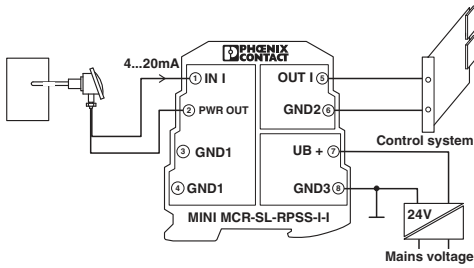 PHŒNIX
CONTACT
4...20mA
1 IN I
OUT I 5
2 PWR OUT
GND2 6
Control system
3 GND1
UB + 7
4 GND1
GND3 8
24V
MINI MCR-SL-RPSS-I-I
Mains voltage